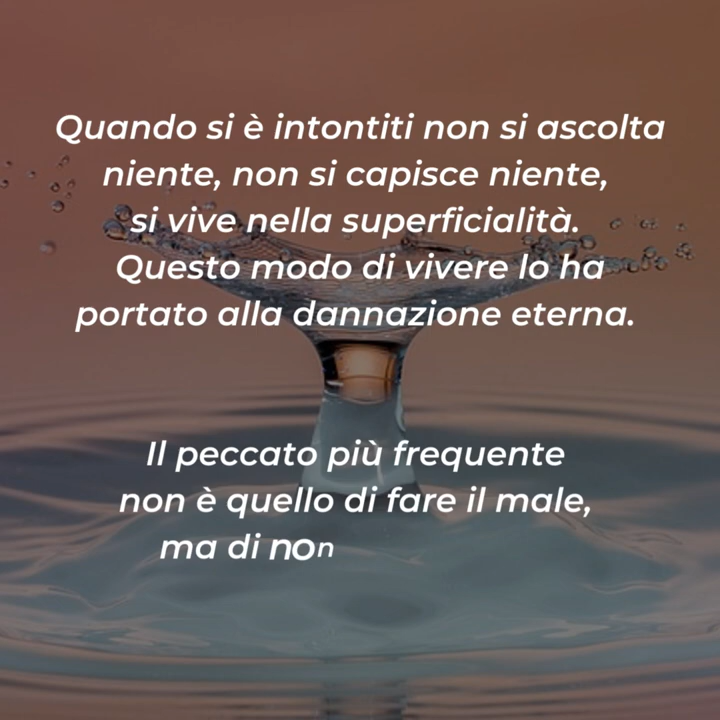 Quando si è intontiti non si ascolta
niente, non si capisce niente,
si vive nella superficialità.
Questo modo di vivere lo ha
portato alla dannazione eterna.
Il peccato più frequente
non è quello di fare il male,
ma di non